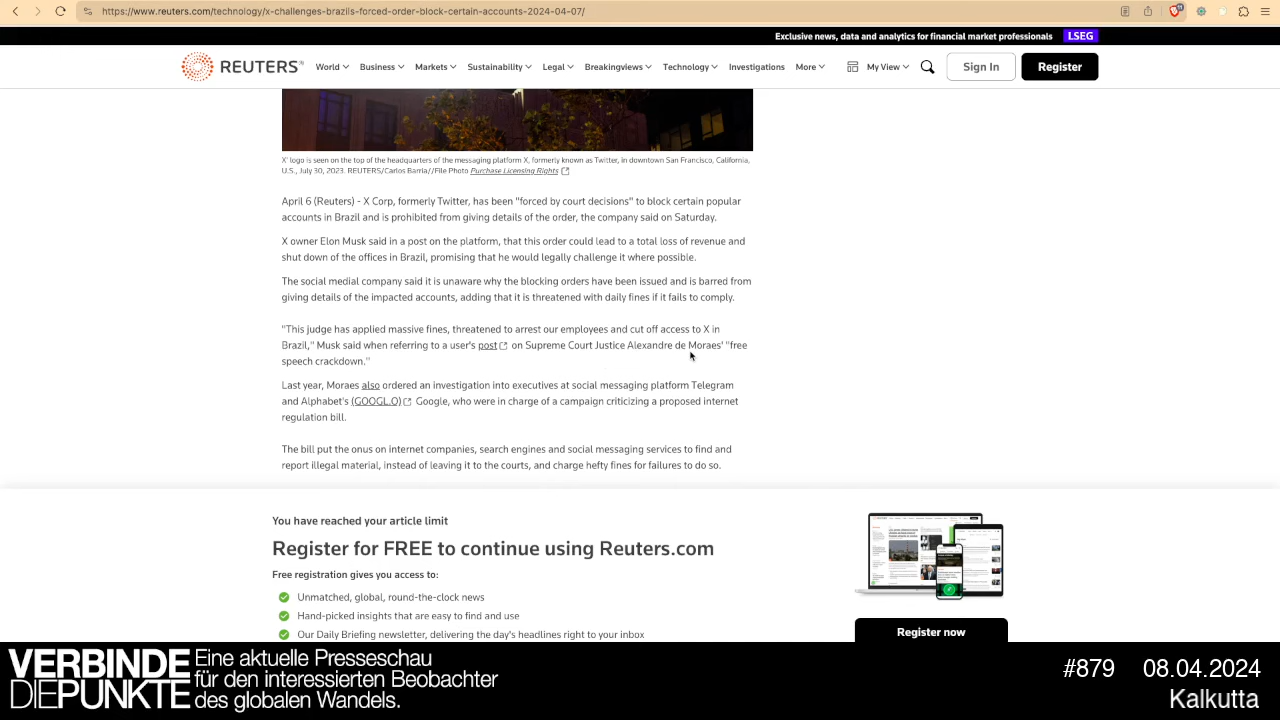 https://www.reuters.com/technology/x-challenges-brazils-forced-order-block-certain-accounts-2024-04-07/
Exclusive news, data and analytics for financial market professionals LSEG
REUTERS® World Business Markets Sustainability Legal Breakingviews Technology Investigations More My View Sign In Register
X' logo is seen on the top of the headquarters of the messaging platform X, formerly known as Twitter, in downtown San Francisco, California,
U.S., July 30, 2023. REUTERS/Carlos Barria//File Photo Purchase Licensing Rights
April 6 (Reuters) - X Corp, formerly Twitter, has been "forced by court decisions" to block certain popular
accounts in Brazil and is prohibited from giving details of the order, the company said on Saturday.
X owner Elon Musk said in a post on the platform, that this order could lead to a total loss of revenue and
shut down of the offices in Brazil, promising that he would legally challenge it where possible.
The social medial company said it is unaware why the blocking orders have been issued and is barred from
giving details of the impacted accounts, adding that it is threatened with daily fines if it fails to comply.
"This judge has applied massive fines, threatened to arrest our employees and cut off access to X in
Brazil," Musk said when referring to a user's post on Supreme Court Justice Alexandre de Moraes' "free
speech crackdown."
Last year, Moraes also ordered an investigation into executives at social messaging platform Telegram
and Alphabet's (GOOGL.O) Google, who were in charge of a campaign criticizing a proposed internet
regulation bill.
The bill put the onus on internet companies, search engines and social messaging services to find and
report illegal material, instead of leaving it to the courts, and charge hefty fines for failures to do so.
You have reached your article limit
Register for FREE to continue using Reuters.com
Free registration gives you access to:
Unmatched, global, round-the-clock news
Hand-picked insights that are easy to find and use
Our Daily Briefing newsletter, delivering the day's headlines right to your inbox
Register now
VERBINDE
DIEPUNKTE
Eine aktuelle Presseschau
für den interessierten Beobachter
des globalen Wandels.
#879 08.04.2024
Kalkutta